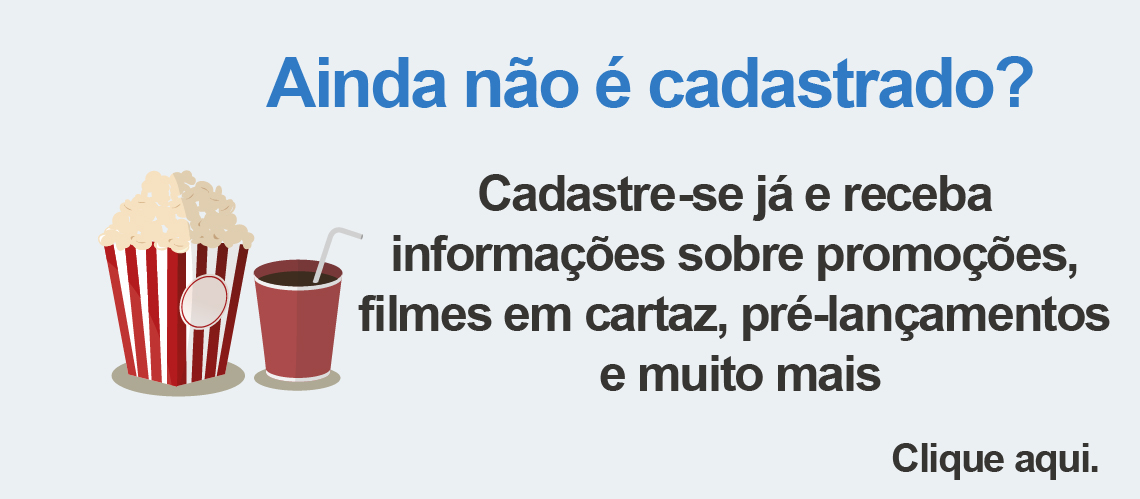 Ainda não é cadastrado?
Cadastre-se já e receba
informações sobre promoções,
filmes em cartaz, pré-lançamentos
e muito mais
Clique aqui.